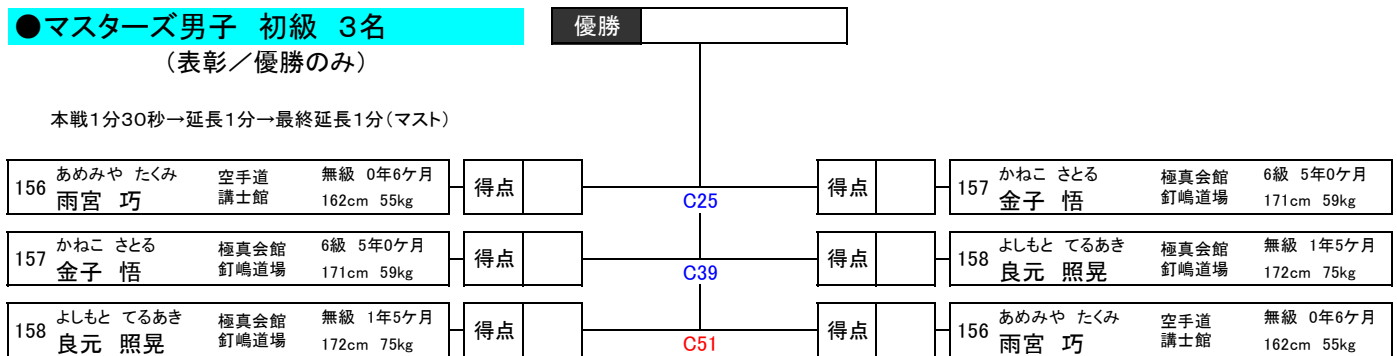 ●マスターズ男子 初級 3名
優勝
(表彰/優勝のみ)
本戦1分30秒→延長1分→最終延長1分(マスト)
156 あめみや たくみ 空手道 無級 0年6ケ月
雨宮 巧 講士館 162cm 55kg
得点
C25
得点
157 かねこ さとる 極真会館 6級 5年0ケ月
金子 悟 釘嶋道場 171cm 59kg
157 かねこ さとる 極真会館 6級 5年0ケ月
金子 悟 釘嶋道場 171cm 59kg
得点
C39
得点
158 よしもと てるあき 極真会館 無級 1年5ケ月
良元 照晃 釘嶋道場 172cm 75kg
158 よしもと てるあき 極真会館 無級 1年5ケ月
良元 照晃 釘嶋道場 172cm 75kg
得点
C51
得点
156 あめみや たくみ 空手道 無級 0年6ケ月
雨宮 巧 講士館 162cm 55kg